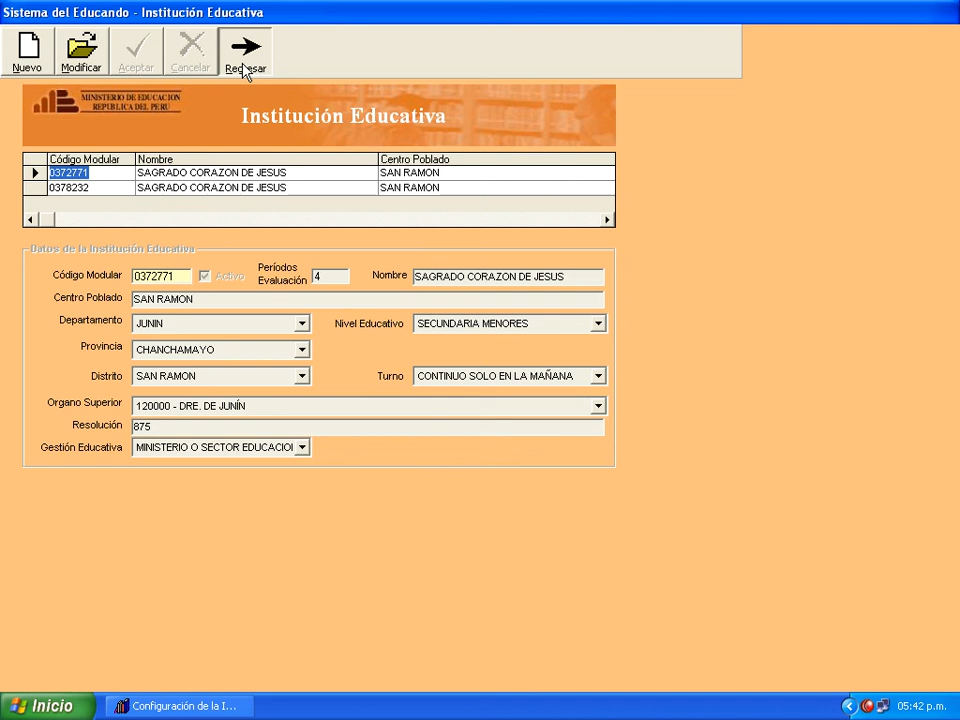 Sistema del Educando - Institución Educativa
Nuevo Modificar Aceptar Cancelar Regresar
MINISTERIO DE EDUCACION
REPUBLICA DEL PERU
Institución Educativa
Código Modular Nombre Centro Poblado
0372771 SAGRADO CORAZON DE JESUS SAN RAMON
0378232 SAGRADO CORAZON DE JESUS SAN RAMON
Datos de la Institución Educativa
Código Modular 0372771 Activo Períodos Evaluación 4 Nombre SAGRADO CORAZON DE JESUS
Centro Poblado SAN RAMON
Departamento JUNIN Nivel Educativo SECUNDARIA MENORES
Provincia CHANCHAMAYO
Distrito SAN RAMON Turno CONTINUO SOLO EN LA MAÑANA
Organo Superior 120000 - DRE. DE JUNÍN
Resolución 875
Gestión Educativa MINISTERIO O SECTOR EDUCACIOI
Inicio Configuración de la I... 05:42 p.m.